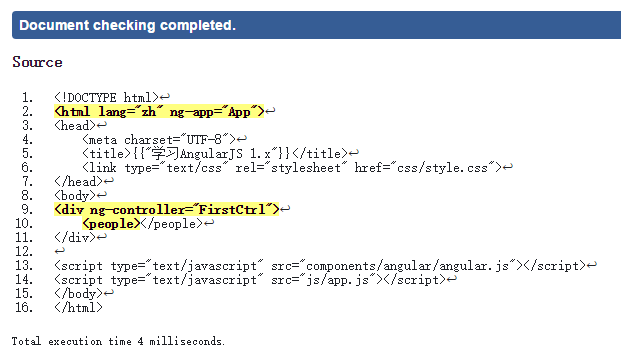 Document checking completed.
Source
1. <!DOCTYPE html>↩
2. <html lang="zh" ng-app="App">↩
3. <head>↩
4. <meta charset="UTF-8">↩
5. <title>{{"学习AngularJS 1.x"}}</title>↩
6. <link type="text/css" rel="stylesheet" href="css/style.css">↩
7. </head>↩
8. <body>↩
9. <div ng-controller="FirstCtrl">↩
10. <people></people>↩
11. </div>↩
12. ↩
13. <script type="text/javascript" src="components/angular/angular.js"></script>↩
14. <script type="text/javascript" src="js/app.js"></script>↩
15. </body>↩
16. </html>
Total execution time 4 milliseconds.